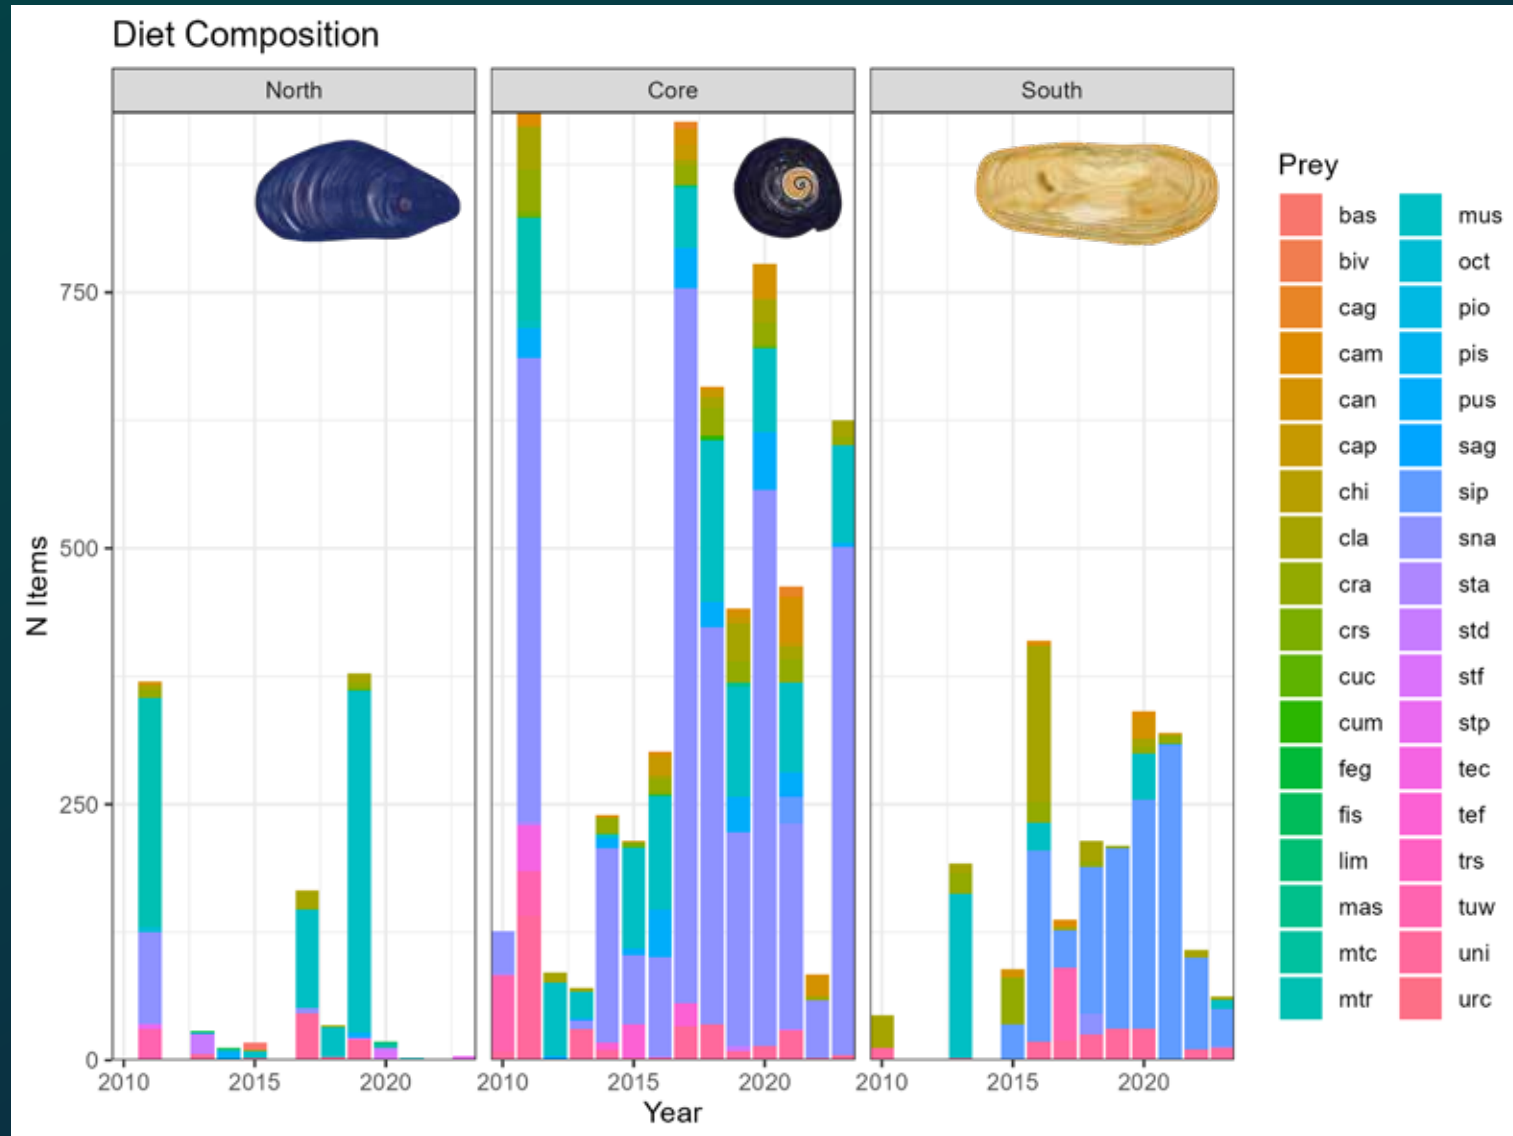 Diet Composition
North Core South
750
500
250
0
N Items
2010 2015 2020 2010 2015 2020 2010 2015 2020
Year
Prey
bas mus
biv oct
cag pio
cam pis
can pus
cap sag
chi sip
cla sna
cra sta
crs std
cuc stf
cum stp
feg tec
fis tef
lim trs
mas tuw
mtc uni
mtr urc